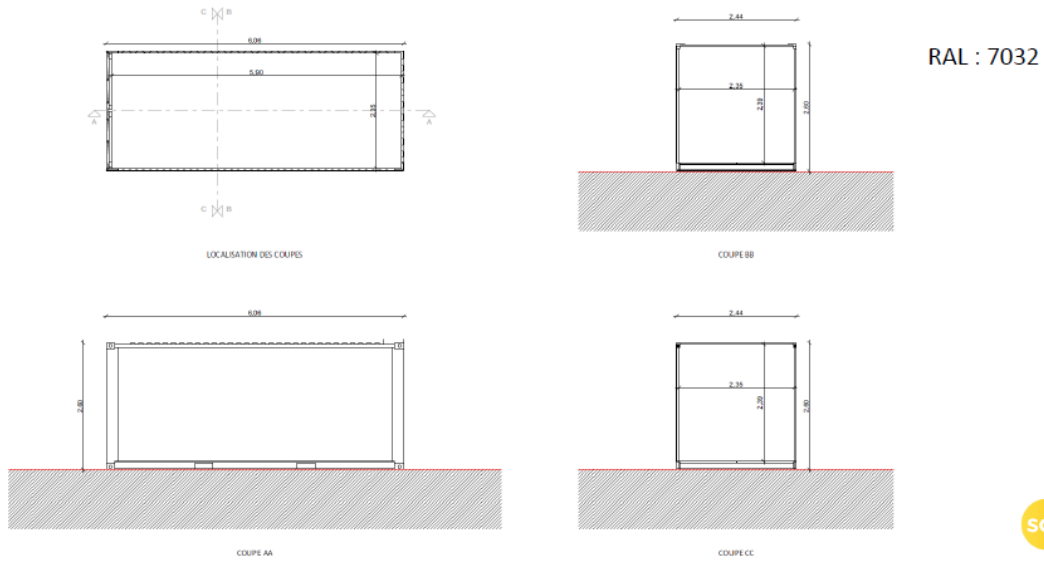 C B
6,06
5,90
2,35
A A
C B
LOCALISATION DES COUPES
2,44
2,35
2,39
2,60
COUPE BB
RAL : 7032
6,06
2,60
COUPE AA
2,44
2,35
2,39
2,60
COUPE CC